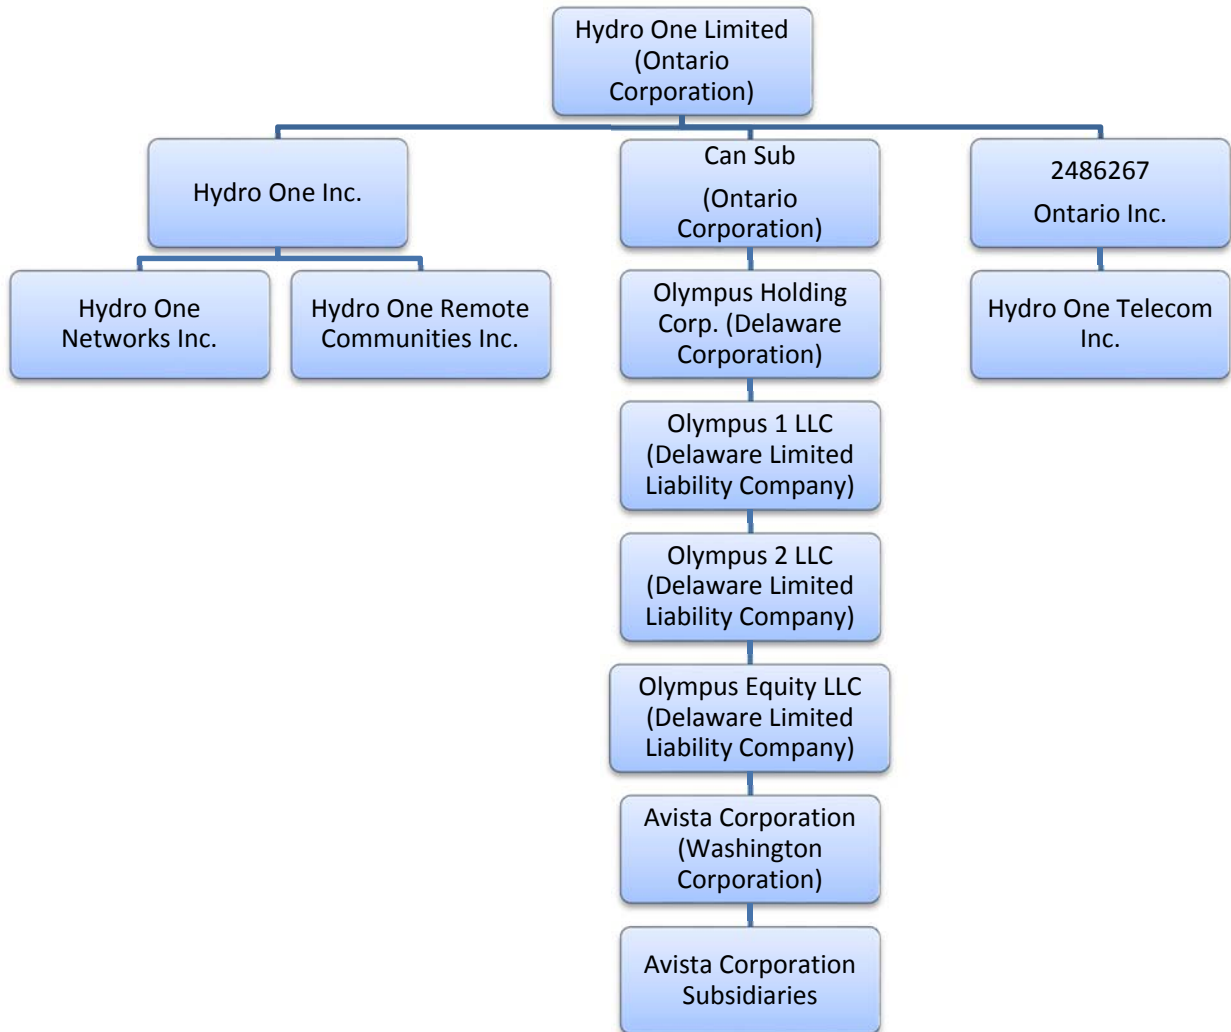 Hydro One Limited
(Ontario
Corporation)
Hydro One Inc.
Can Sub
(Ontario
Corporation)
2486267
Ontario Inc.
Hydro One
Networks Inc.
Hydro One Remote
Communities Inc.
Olympus Holding
Corp. (Delaware
Corporation)
Hydro One Telecom
Inc.
Olympus 1 LLC
(Delaware Limited
Liability Company)
Olympus 2 LLC
(Delaware Limited
Liability Company)
Olympus Equity LLC
(Delaware Limited
Liability Company)
Avista Corporation
(Washington
Corporation)
Avista Corporation
Subsidiaries